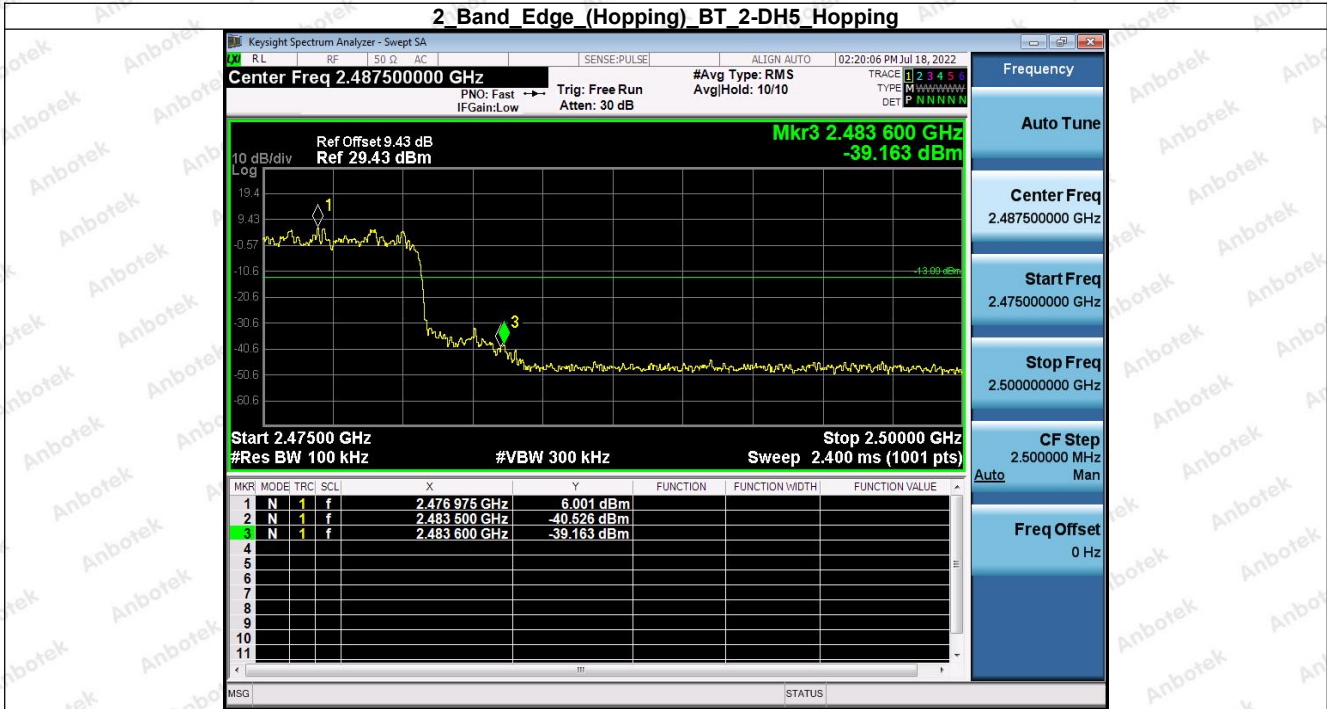 2_Band_Edge_(Hopping)_BT_2-DH5_Hopping
Keysight Spectrum Analyzer - Swept SA
LXI RL RF 50 Ω AC SENSE:PULSE ALIGN AUTO 02:20:06 PM Jul 18, 2022
Center Freq 2.487500000 GHz #Avg Type: RMS TRACE 1 2 3 4 5 6
PNO: Fast Trig: Free Run Avg|Hold: 10/10 TYPE M WWWWW
IFGain:Low Atten: 30 dB DET P N N N N N
Mkr3 2.483 600 GHz
-39.163 dBm
Ref Offset 9.43 dB
10 dB/div Ref 29.43 dBm
Log
19.4
9.43
-0.57
-10.6
-20.6
-30.6
-40.6
-50.6
-60.6
1
-13.09 dBm
3
Start 2.47500 GHz Stop 2.50000 GHz
#Res BW 100 kHz #VBW 300 kHz Sweep 2.400 ms (1001 pts)
MKR MODE TRC SCL X Y FUNCTION FUNCTION WIDTH FUNCTION VALUE
1 N 1 f 2.476 975 GHz 6.001 dBm
2 N 1 f 2.483 500 GHz -40.526 dBm
3 N 1 f 2.483 600 GHz -39.163 dBm
4
5
6
7
8
9
10
11
MSG STATUS
Frequency
Auto Tune
Center Freq
2.487500000 GHz
Start Freq
2.475000000 GHz
Stop Freq
2.500000000 GHz
CF Step
2.500000 MHz
Auto Man
Freq Offset
0 Hz
Anbotek